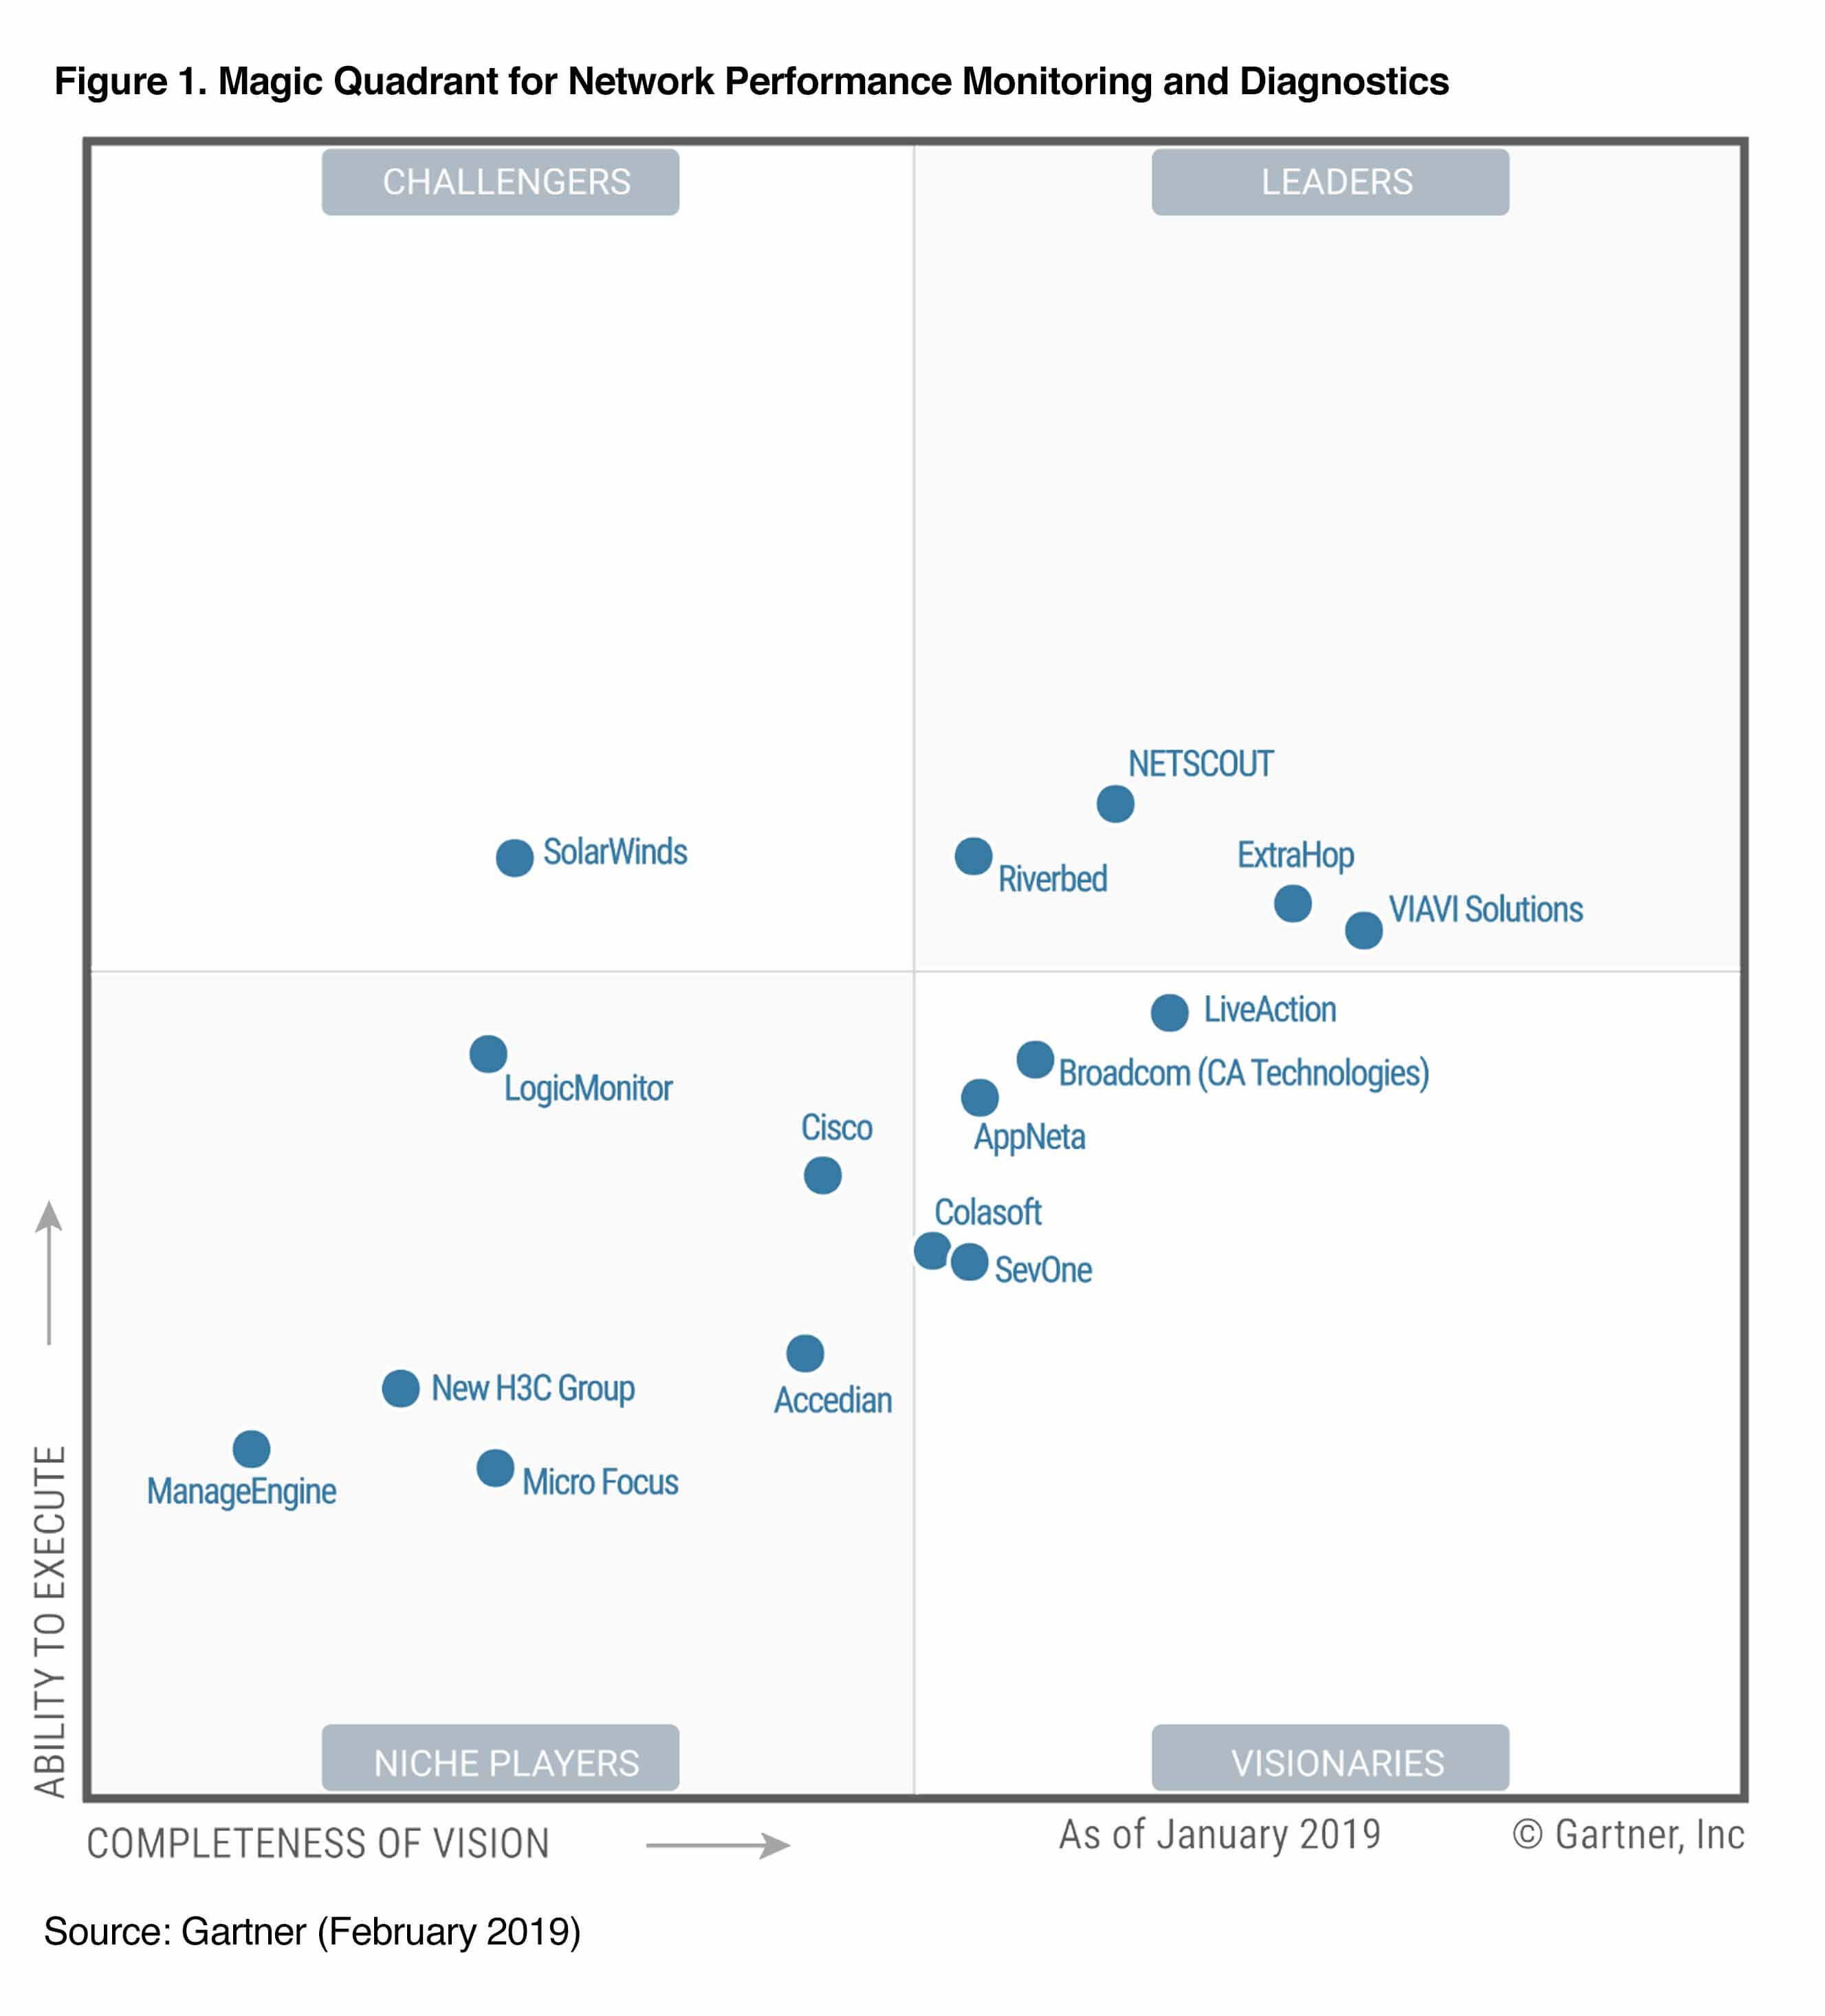 Figure 1. Magic Quadrant for Network Performance Monitoring and Diagnostics
CHALLENGERS
LEADERS
NETSCOUT
SolarWinds
Riverbed
ExtraHop
VIAVI Solutions
LiveAction
LogicMonitor
Broadcom (CA Technologies)
Cisco
AppNeta
Colasoft
SevOne
Accedian
New H3C Group
ManageEngine
Micro Focus
ABILITY TO EXECUTE
NICHE PLAYERS
VISIONARIES
COMPLETENESS OF VISION
As of January 2019
© Gartner, Inc
Source: Gartner (February 2019)